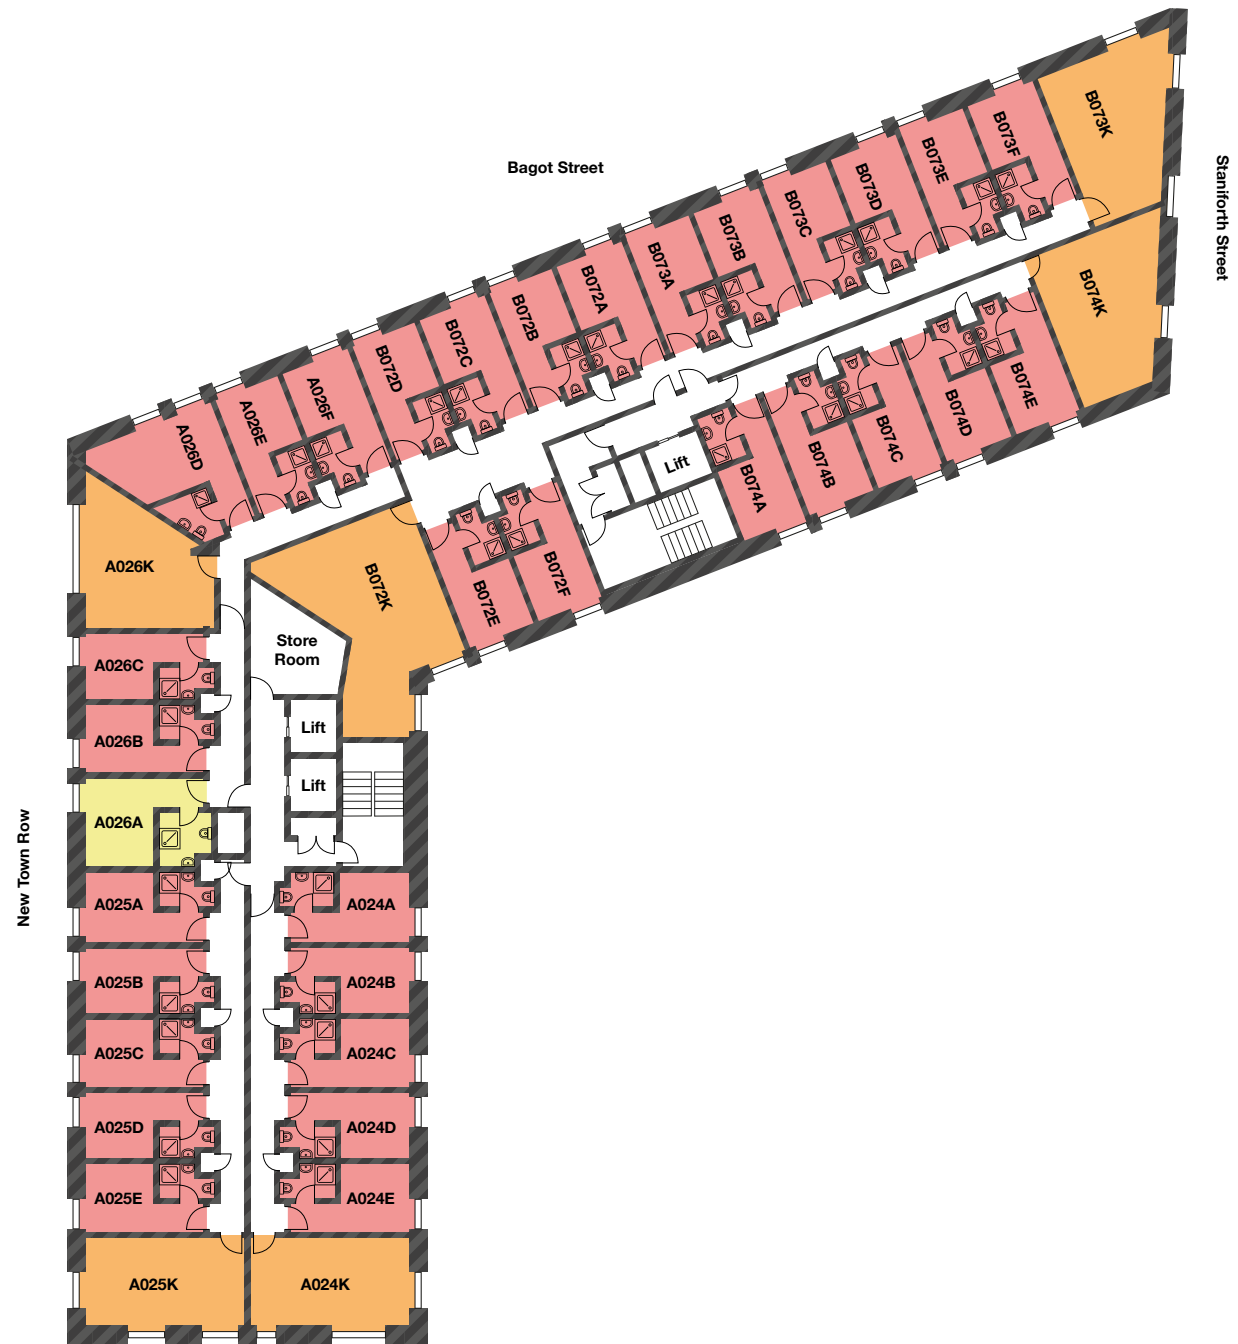 Bagot Street
Staniforth Street
New Town Row
B073K
B073F
B073E
B073D
B073C
B073B
B073A
B072A
B072B
B072C
B072D
A026F
A026E
A026D
B074K
B074E
B074D
B074C
B074B
B074A
Lift
B072F
B072E
B072K
A026K
Store
Room
A026C
A026B
Lift
Lift
A026A
A025A
A024A
A025B
A024B
A025C
A024C
A025D
A024D
A025E
A024E
A025K
A024K